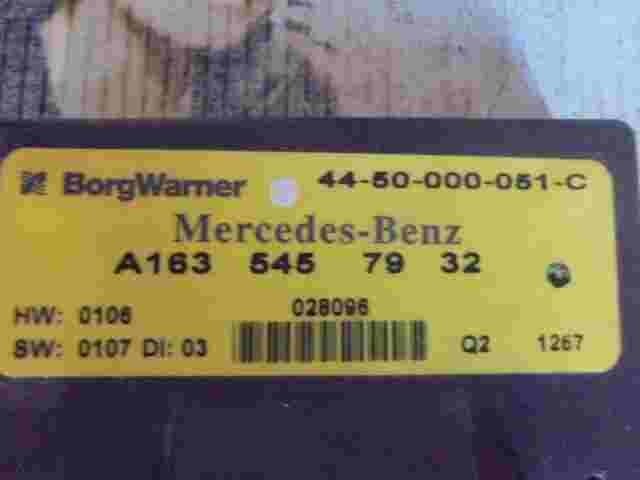 BorgWarner 44-50-000-051-C
Mercedes-Benz
A163 545 79 32
HW: 0106 028096
SW: 0107 DI: 03 Q2 1267